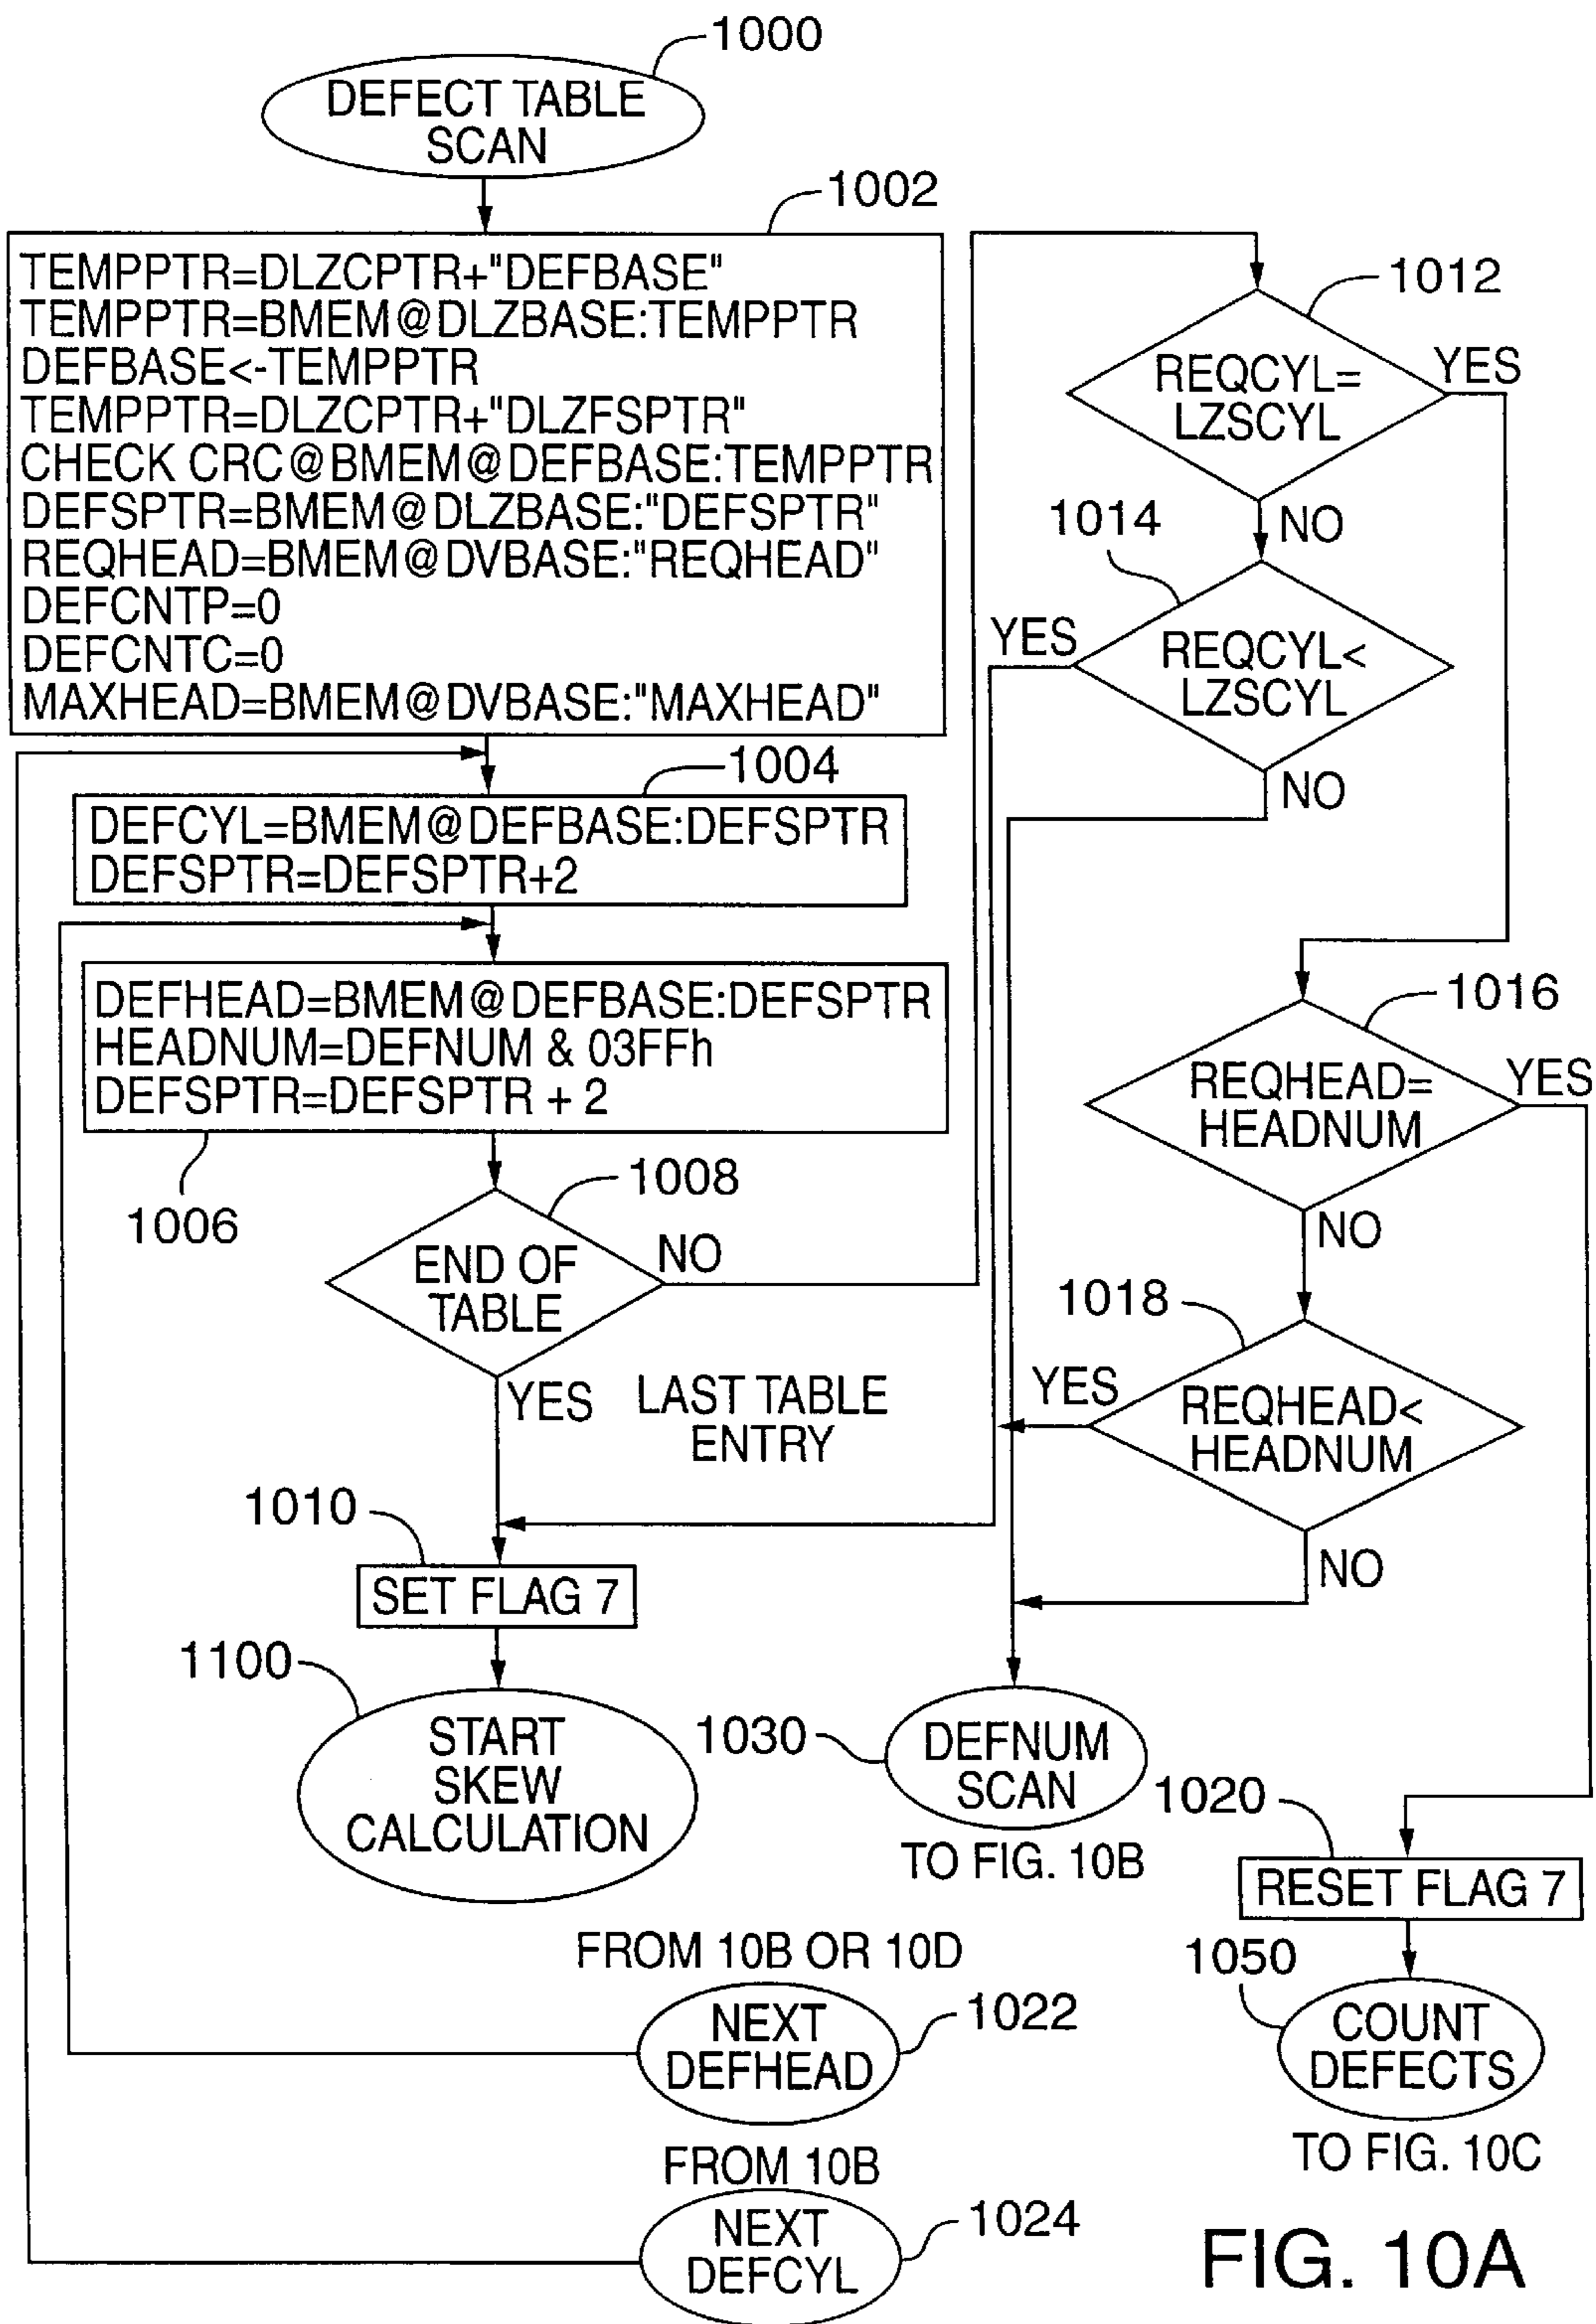 1000
DEFECT TABLE
SCAN
1002
TEMPPTR=DLZCPTR+"DEFBASE"
TEMPPTR=BMEM@DLZBASE:TEMPPTR
DEFBASE<-TEMPPTR
TEMPPTR=DLZCPTR+"DLZFSPTR"
CHECK CRC@BMEM@DEFBASE:TEMPPTR
DEFSPTR=BMEM@DLZBASE:"DEFSPTR"
REQHEAD=BMEM@DVBASE:"REQHEAD"
DEFCNTP=0
DEFCNTC=0
MAXHEAD=BMEM@DVBASE:"MAXHEAD"
1004
DEFCYL=BMEM@DEFBASE:DEFSPTR
DEFSPTR=DEFSPTR+2
DEFHEAD=BMEM@DEFBASE:DEFSPTR
HEADNUM=DEFNUM & 03FFh
DEFSPTR=DEFSPTR + 2
1006
1008
END OF
TABLE
NO
YES
LAST TABLE
ENTRY
1010
SET FLAG 7
1100
START
SKEW
CALCULATION
1012
REQCYL=
LZSCYL
YES
NO
1014
REQCYL<
LZSCYL
YES
NO
1016
REQHEAD=
HEADNUM
YES
NO
1018
REQHEAD<
HEADNUM
YES
NO
1030
DEFNUM
SCAN
TO FIG. 10B
1020
RESET FLAG 7
1050
COUNT
DEFECTS
TO FIG. 10C
FROM 10B OR 10D
NEXT
DEFHEAD
1022
FROM 10B
NEXT
DEFCYL
1024
FIG. 10A